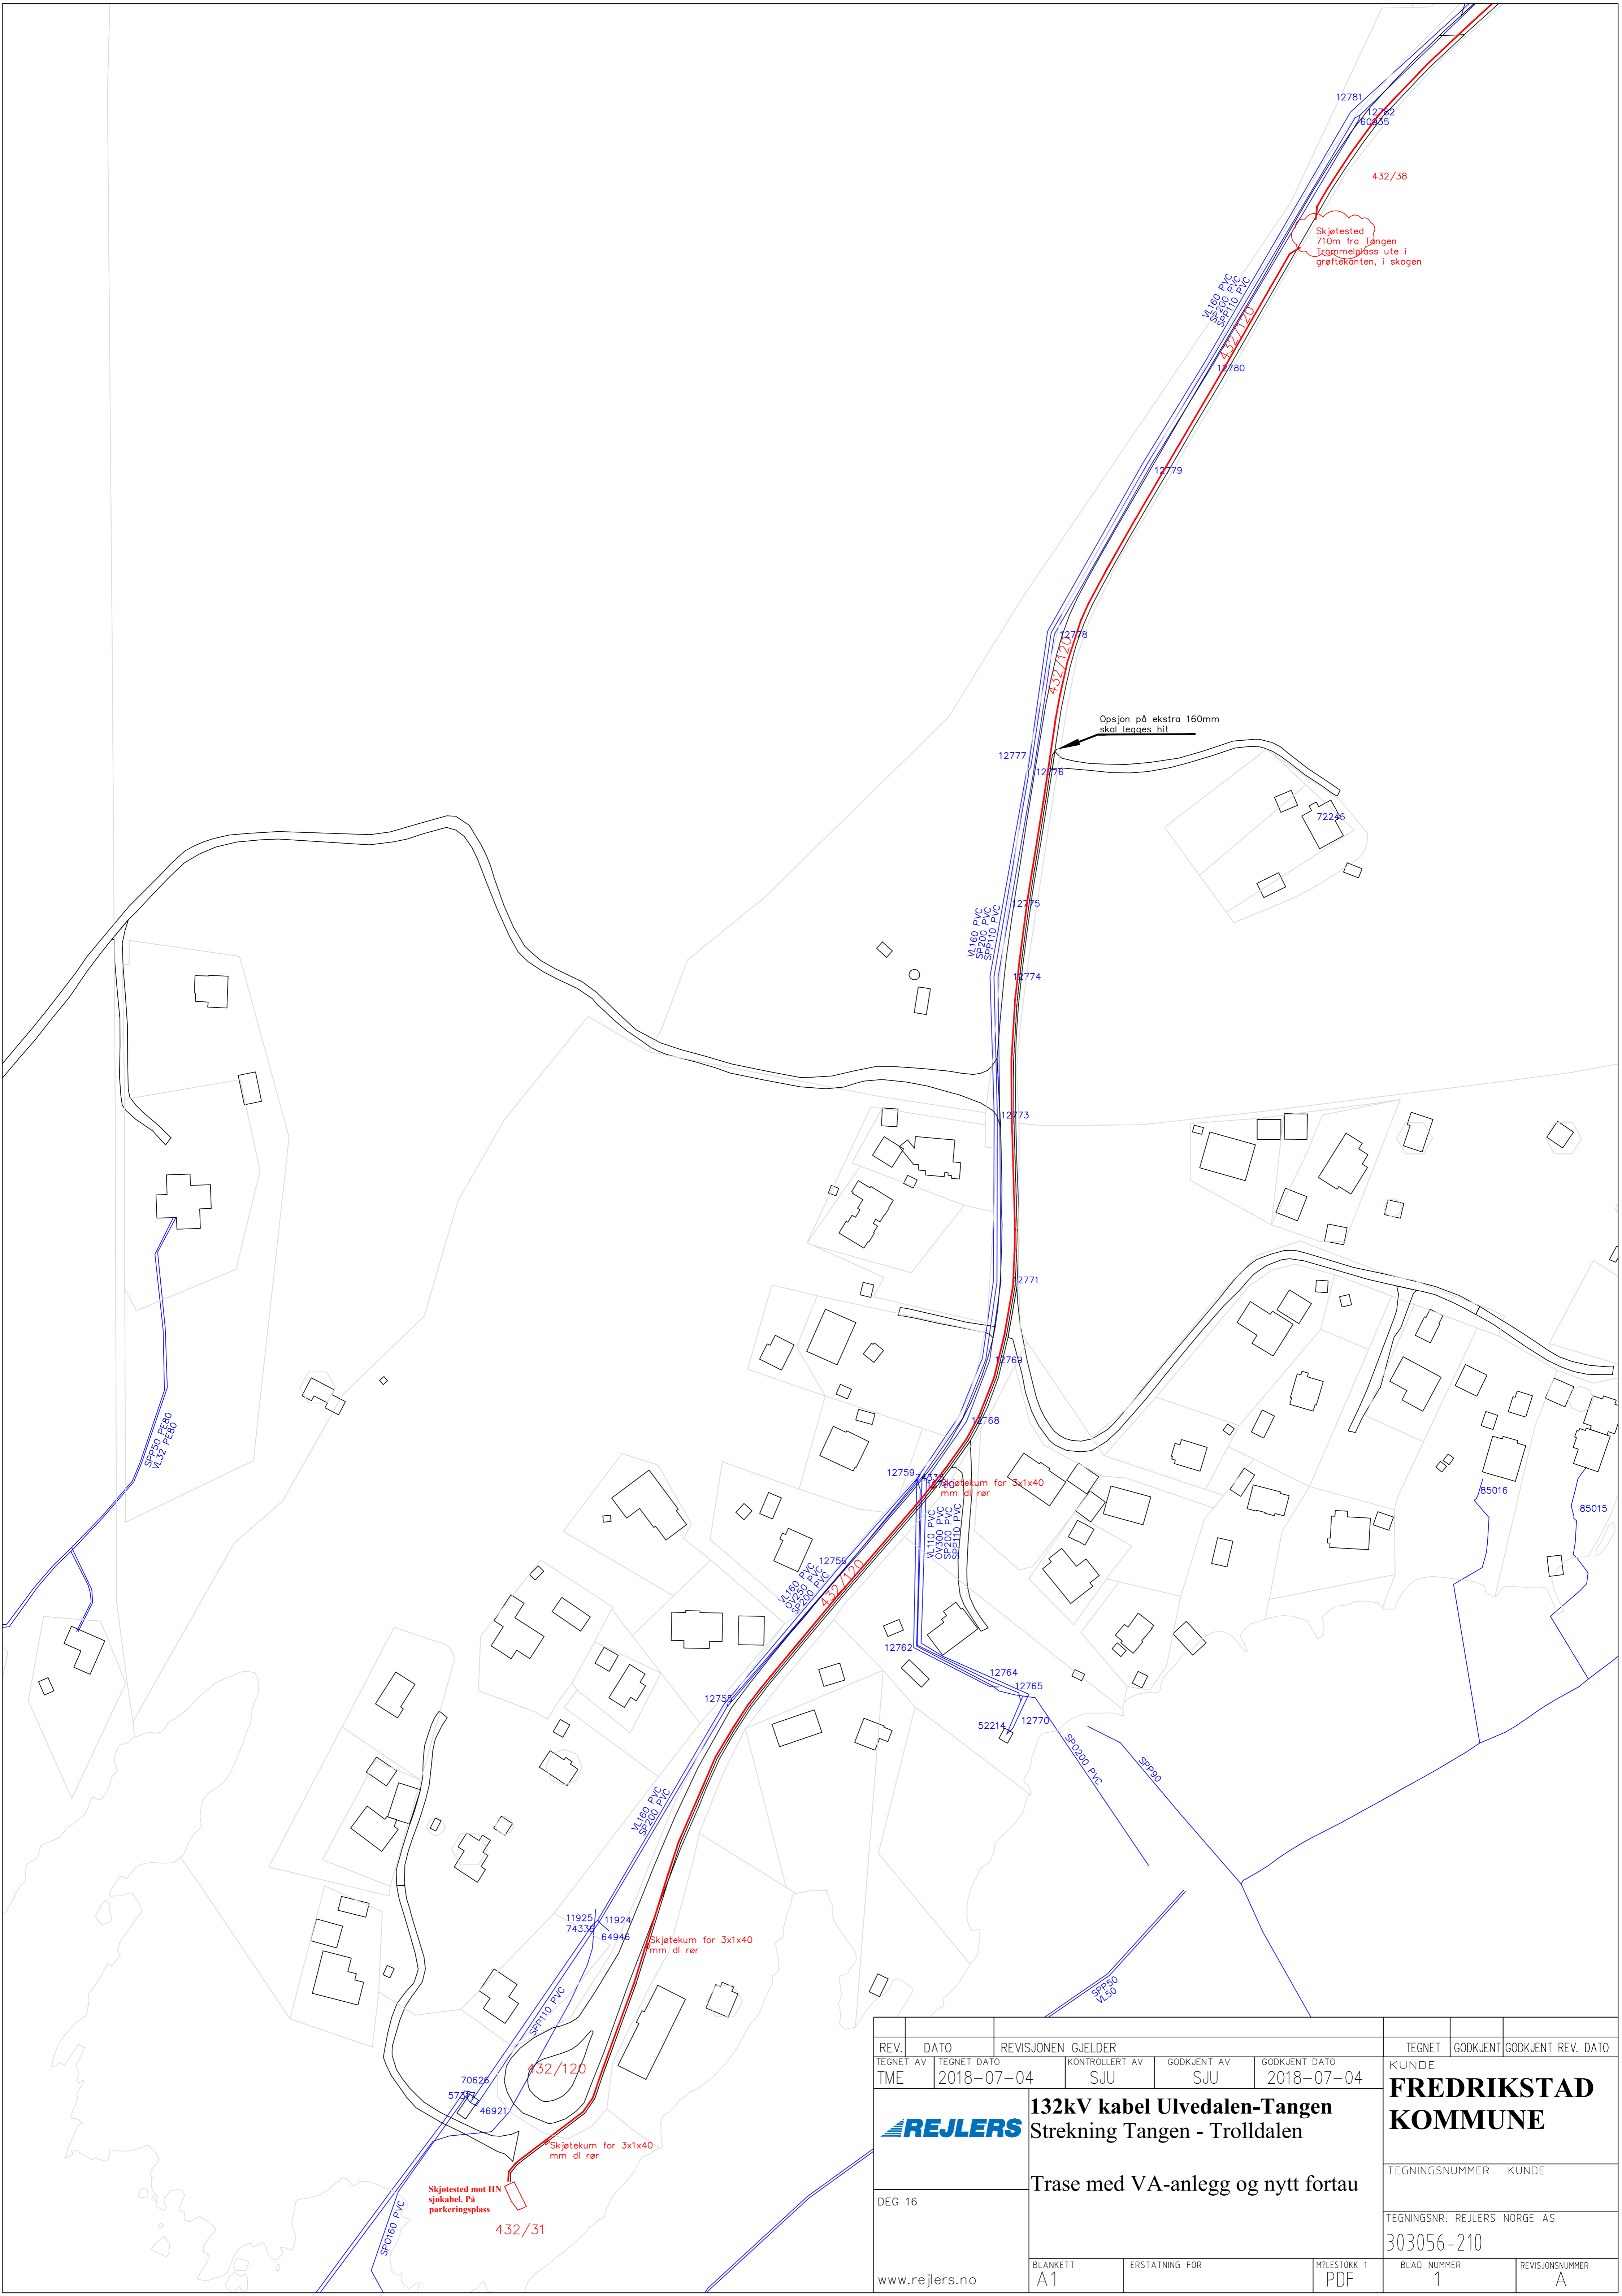 12781
12782
60935
432/38
Skjøtested
710m fra Tangen
Trommelplass ute i
grøftekanten, i skogen
VL160 PVC
SP200 PVC
SPP110 PVC
432/120
12780
12779
12778
432/120
Opsjon på ekstra 160mm
skal legges hit
12777
12776
72246
12775
VL160 PVC
SP200 PVC
SPP110 PVC
12774
12773
12771
12769
12768
SPP50 PE80
VL32 PE80
12759
Skjøtekum for 3x1x40
mm dl rør
85016
85015
VL110 PVC
OV300 PVC
SP200 PVC
SPP110 PVC
12756
VL160 PVC
OV250 PVC
SP200 PVC
432/120
12762
12764
12765
12755
12770
52214
SPO200 PVC
SPP90
VL160 PVC
SP200 PVC
11925
11924
74336
64946
Skjøtekum for 3x1x40
mm dl rør
SPP50
VL50
SPP110 PVC
432/120
70626
57377
46921
Skjøtekum for 3x1x40
mm dl rør
Skjøtested mot HN
sjøkabel. På
parkeringsplass
432/31
SPO160 PVC
REV. DATO REVISJONEN GJELDER TEGNET GODKJENT GODKJENT REV. DATO
TEGNET AV TEGNET DATO KONTROLLERT AV GODKJENT AV GODKJENT DATO KUNDE
TME 2018-07-04 SJU SJU 2018-07-04
FREDRIKSTAD
KOMMUNE
REJLERS
132kV kabel Ulvedalen-Tangen
Strekning Tangen - Trolldalen
Trase med VA-anlegg og nytt fortau
TEGNINGSNUMMER KUNDE
DEG 16
TEGNINGSNR: REJLERS NORGE AS
303056-210
BLANKETT ERSTATNING FOR M?LESTOKK 1 BLAD NUMMER REVISJONSNUMMER
www.rejlers.no A1 PDF 1 A